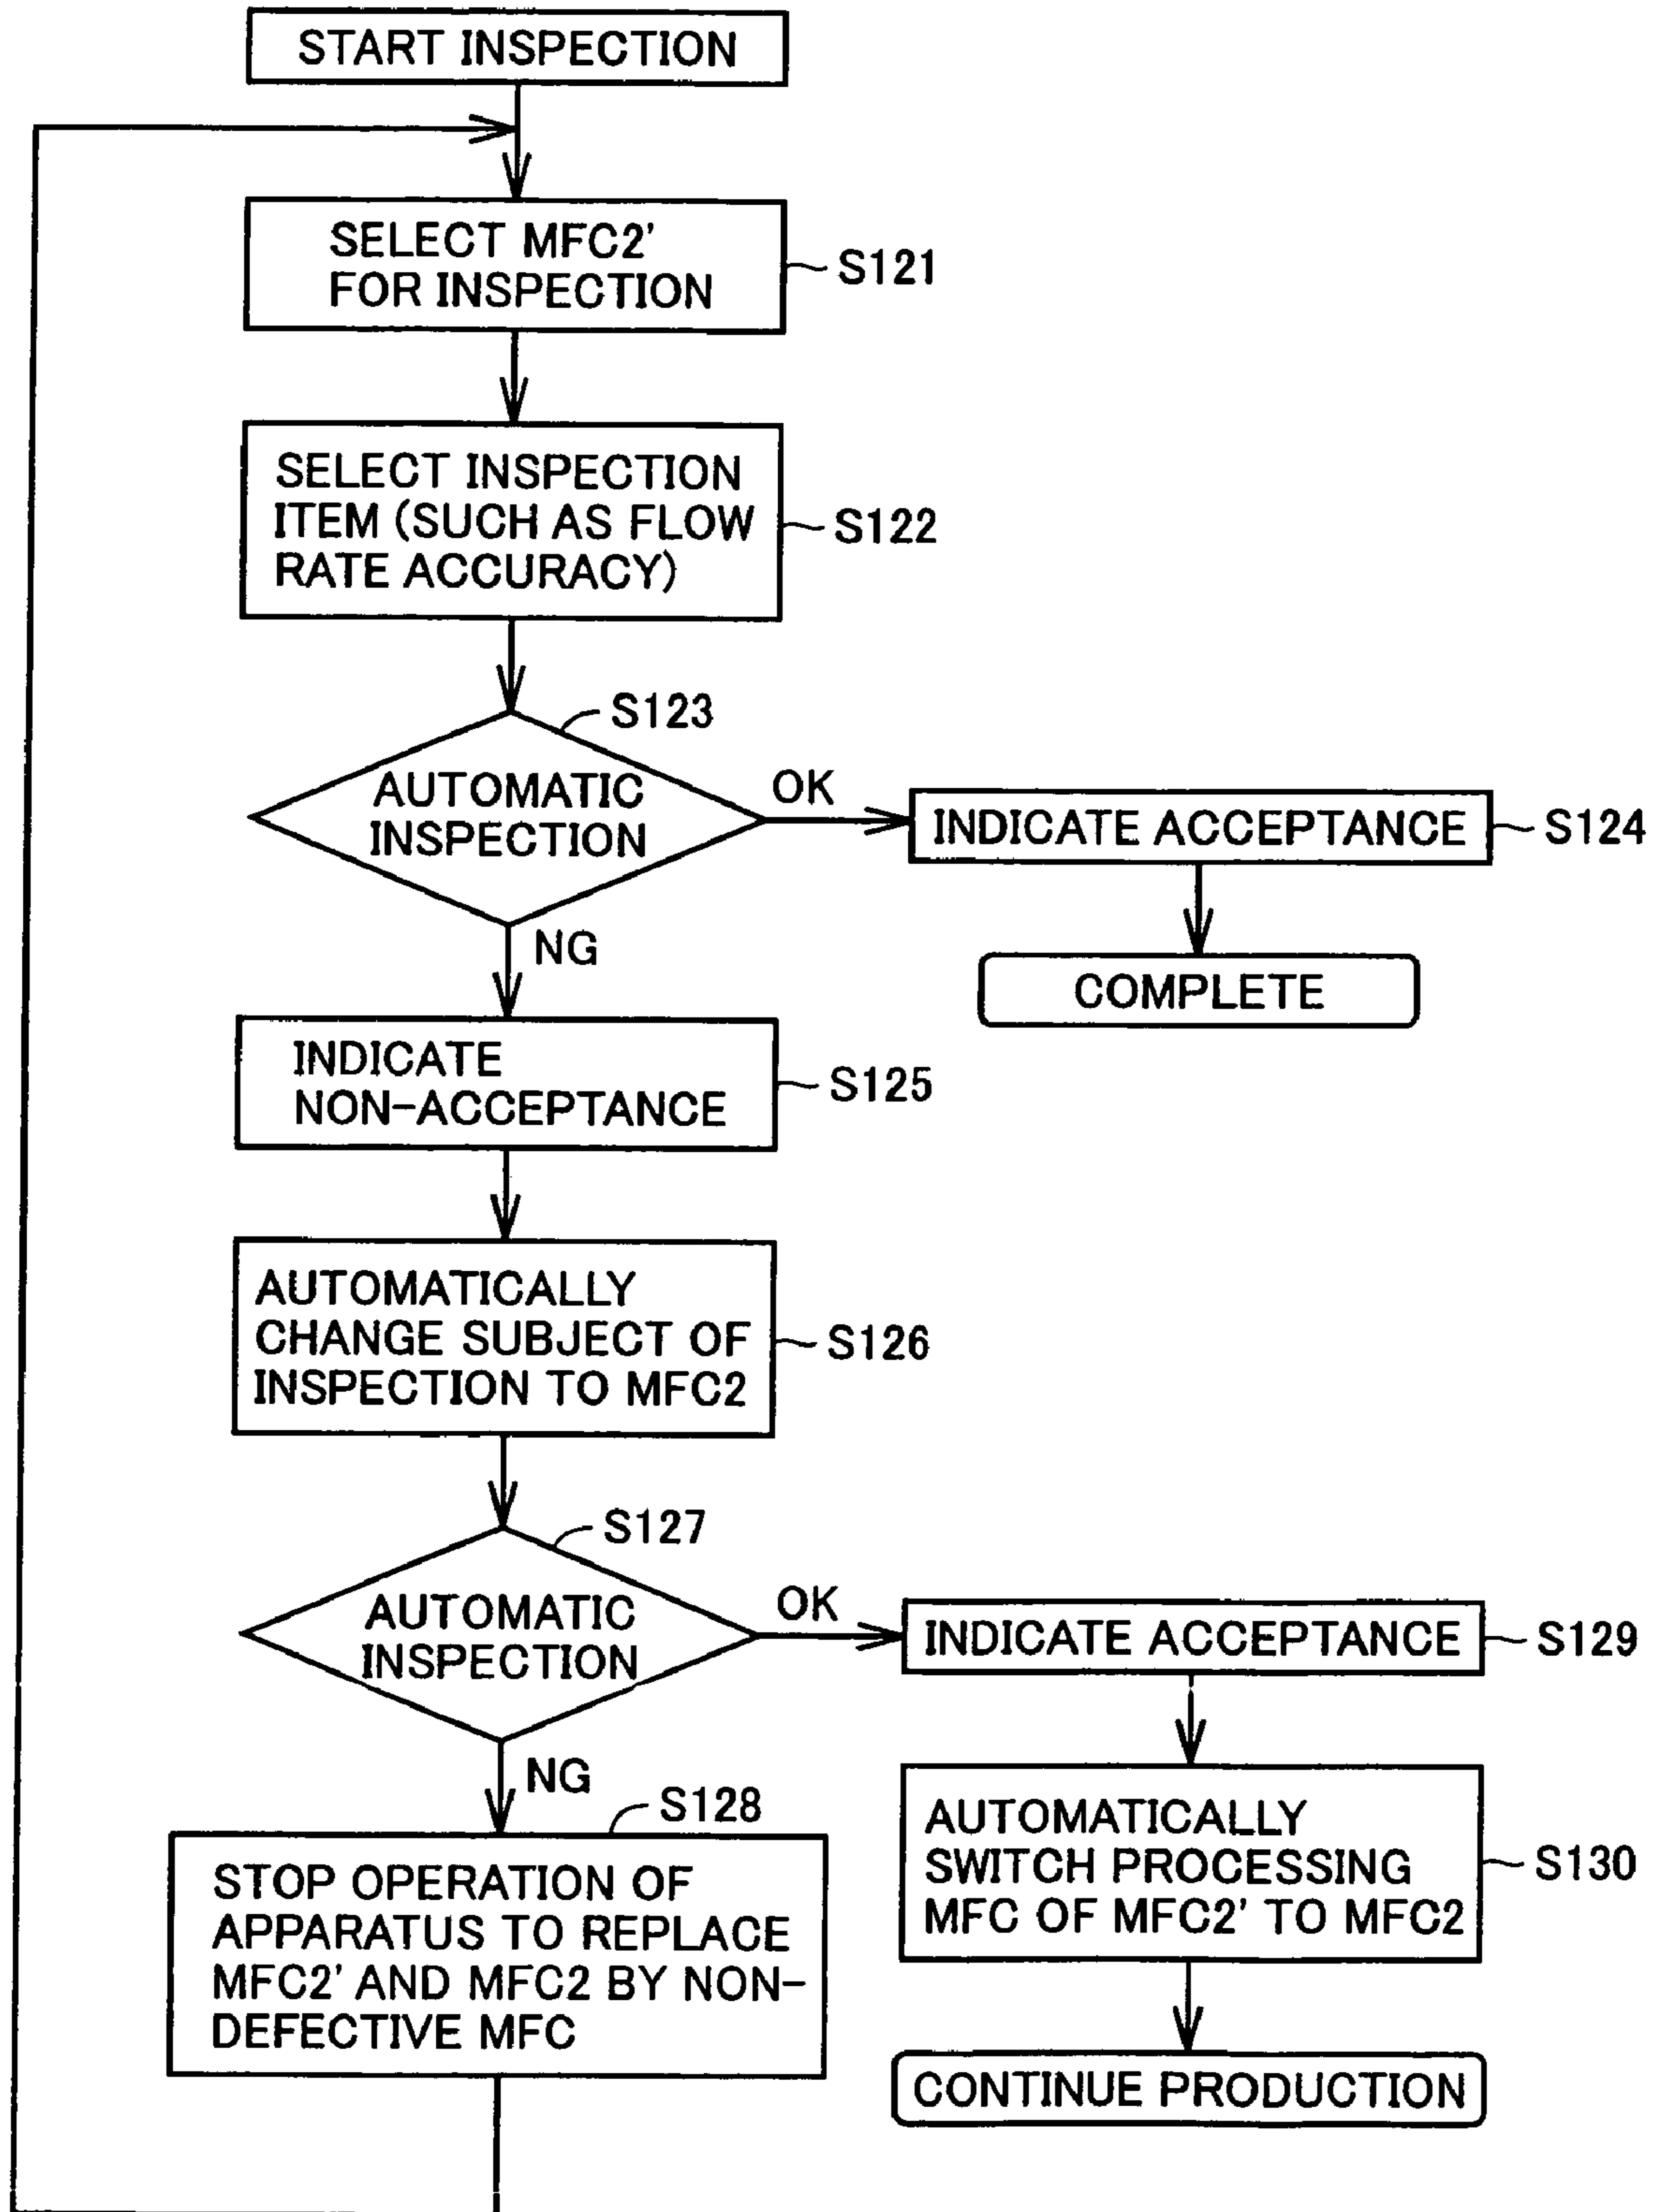 START INSPECTION
SELECT MFC2'
FOR INSPECTION
S121
SELECT INSPECTION
ITEM (SUCH AS FLOW
RATE ACCURACY)
S122
S123
AUTOMATIC
INSPECTION
OK
INDICATE ACCEPTANCE
S124
COMPLETE
NG
INDICATE
NON-ACCEPTANCE
S125
AUTOMATICALLY
CHANGE SUBJECT OF
INSPECTION TO MFC2
S126
S127
AUTOMATIC
INSPECTION
OK
INDICATE ACCEPTANCE
S129
NG
S128
STOP OPERATION OF
APPARATUS TO REPLACE
MFC2' AND MFC2 BY NON-
DEFECTIVE MFC
AUTOMATICALLY
SWITCH PROCESSING
MFC OF MFC2' TO MFC2
S130
CONTINUE PRODUCTION